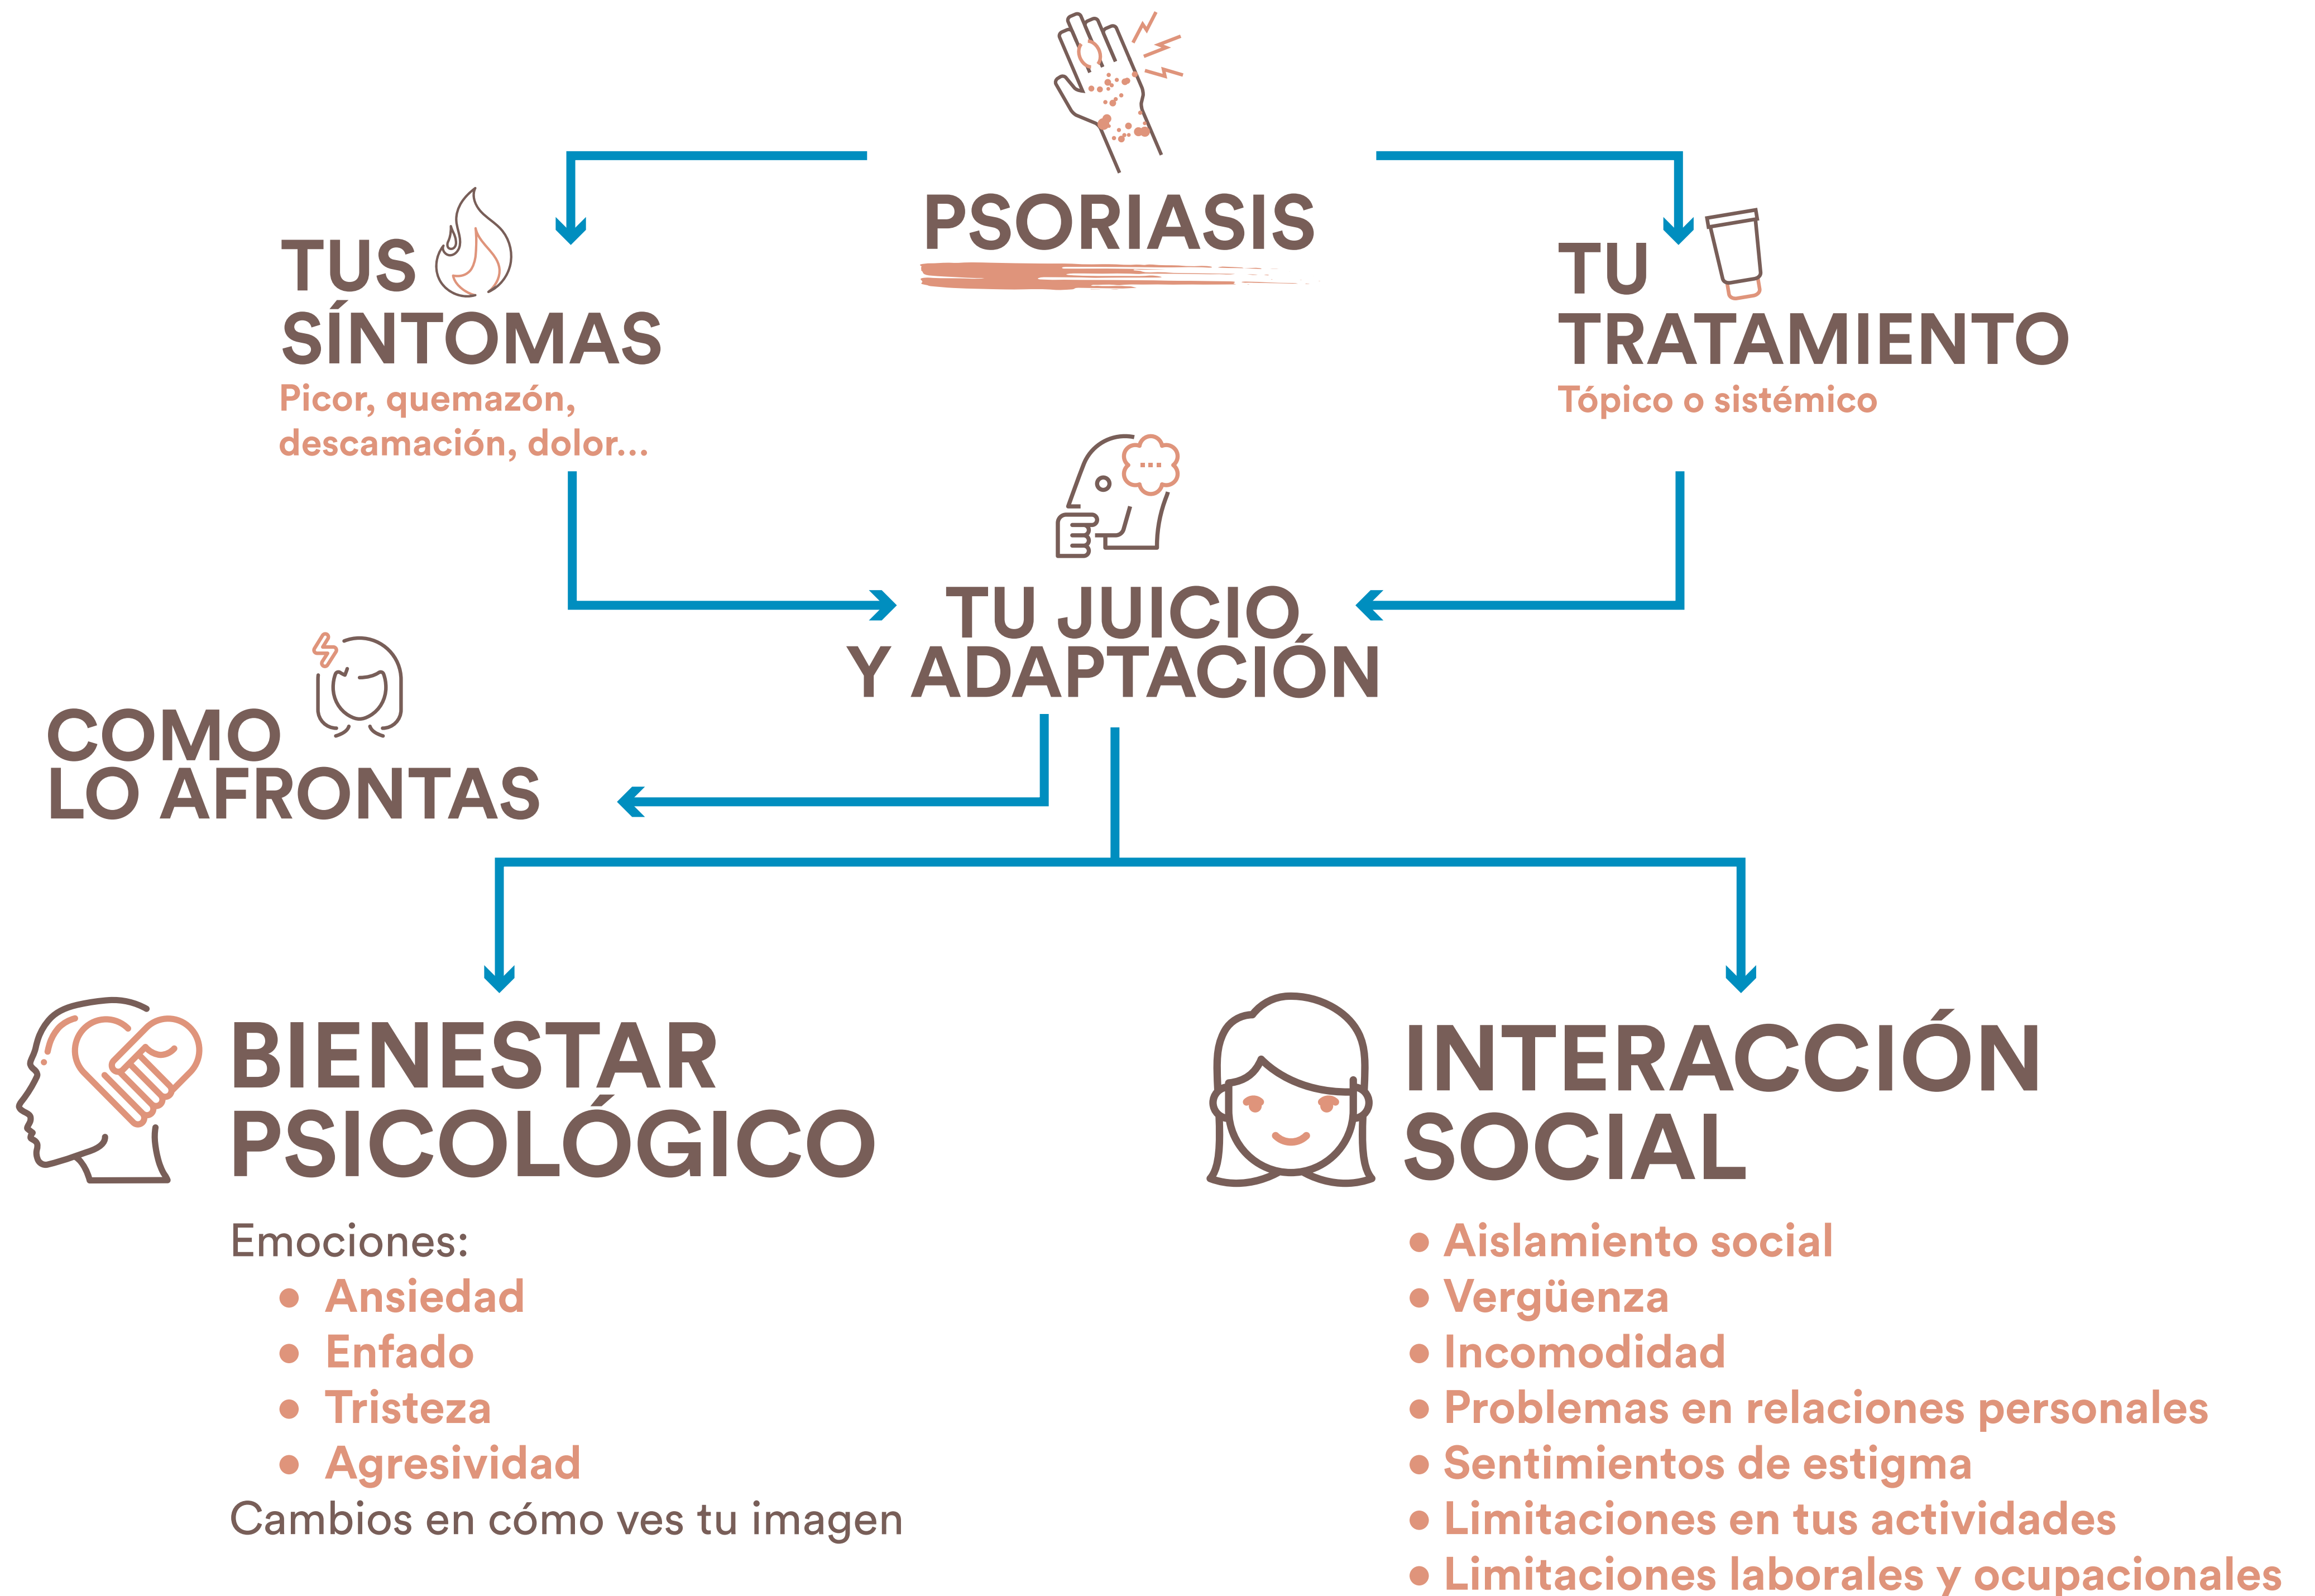 PSORIASIS
TUS
SÍNTOMAS
Picor, quemazón,
descamación, dolor...
TU
TRATAMIENTO
Tópico o sistémico
TU JUICIO
Y ADAPTACIÓN
COMO
LO AFRONTAS
BIENESTAR
PSICOLÓGICO
Emociones:
• Ansiedad
• Enfado
• Tristeza
• Agresividad
Cambios en cómo ves tu imagen
INTERACCIÓN
SOCIAL
• Aislamiento social
• Vergüenza
• Incomodidad
• Problemas en relaciones personales
• Sentimientos de estigma
• Limitaciones en tus actividades
• Limitaciones laborales y ocupacionales